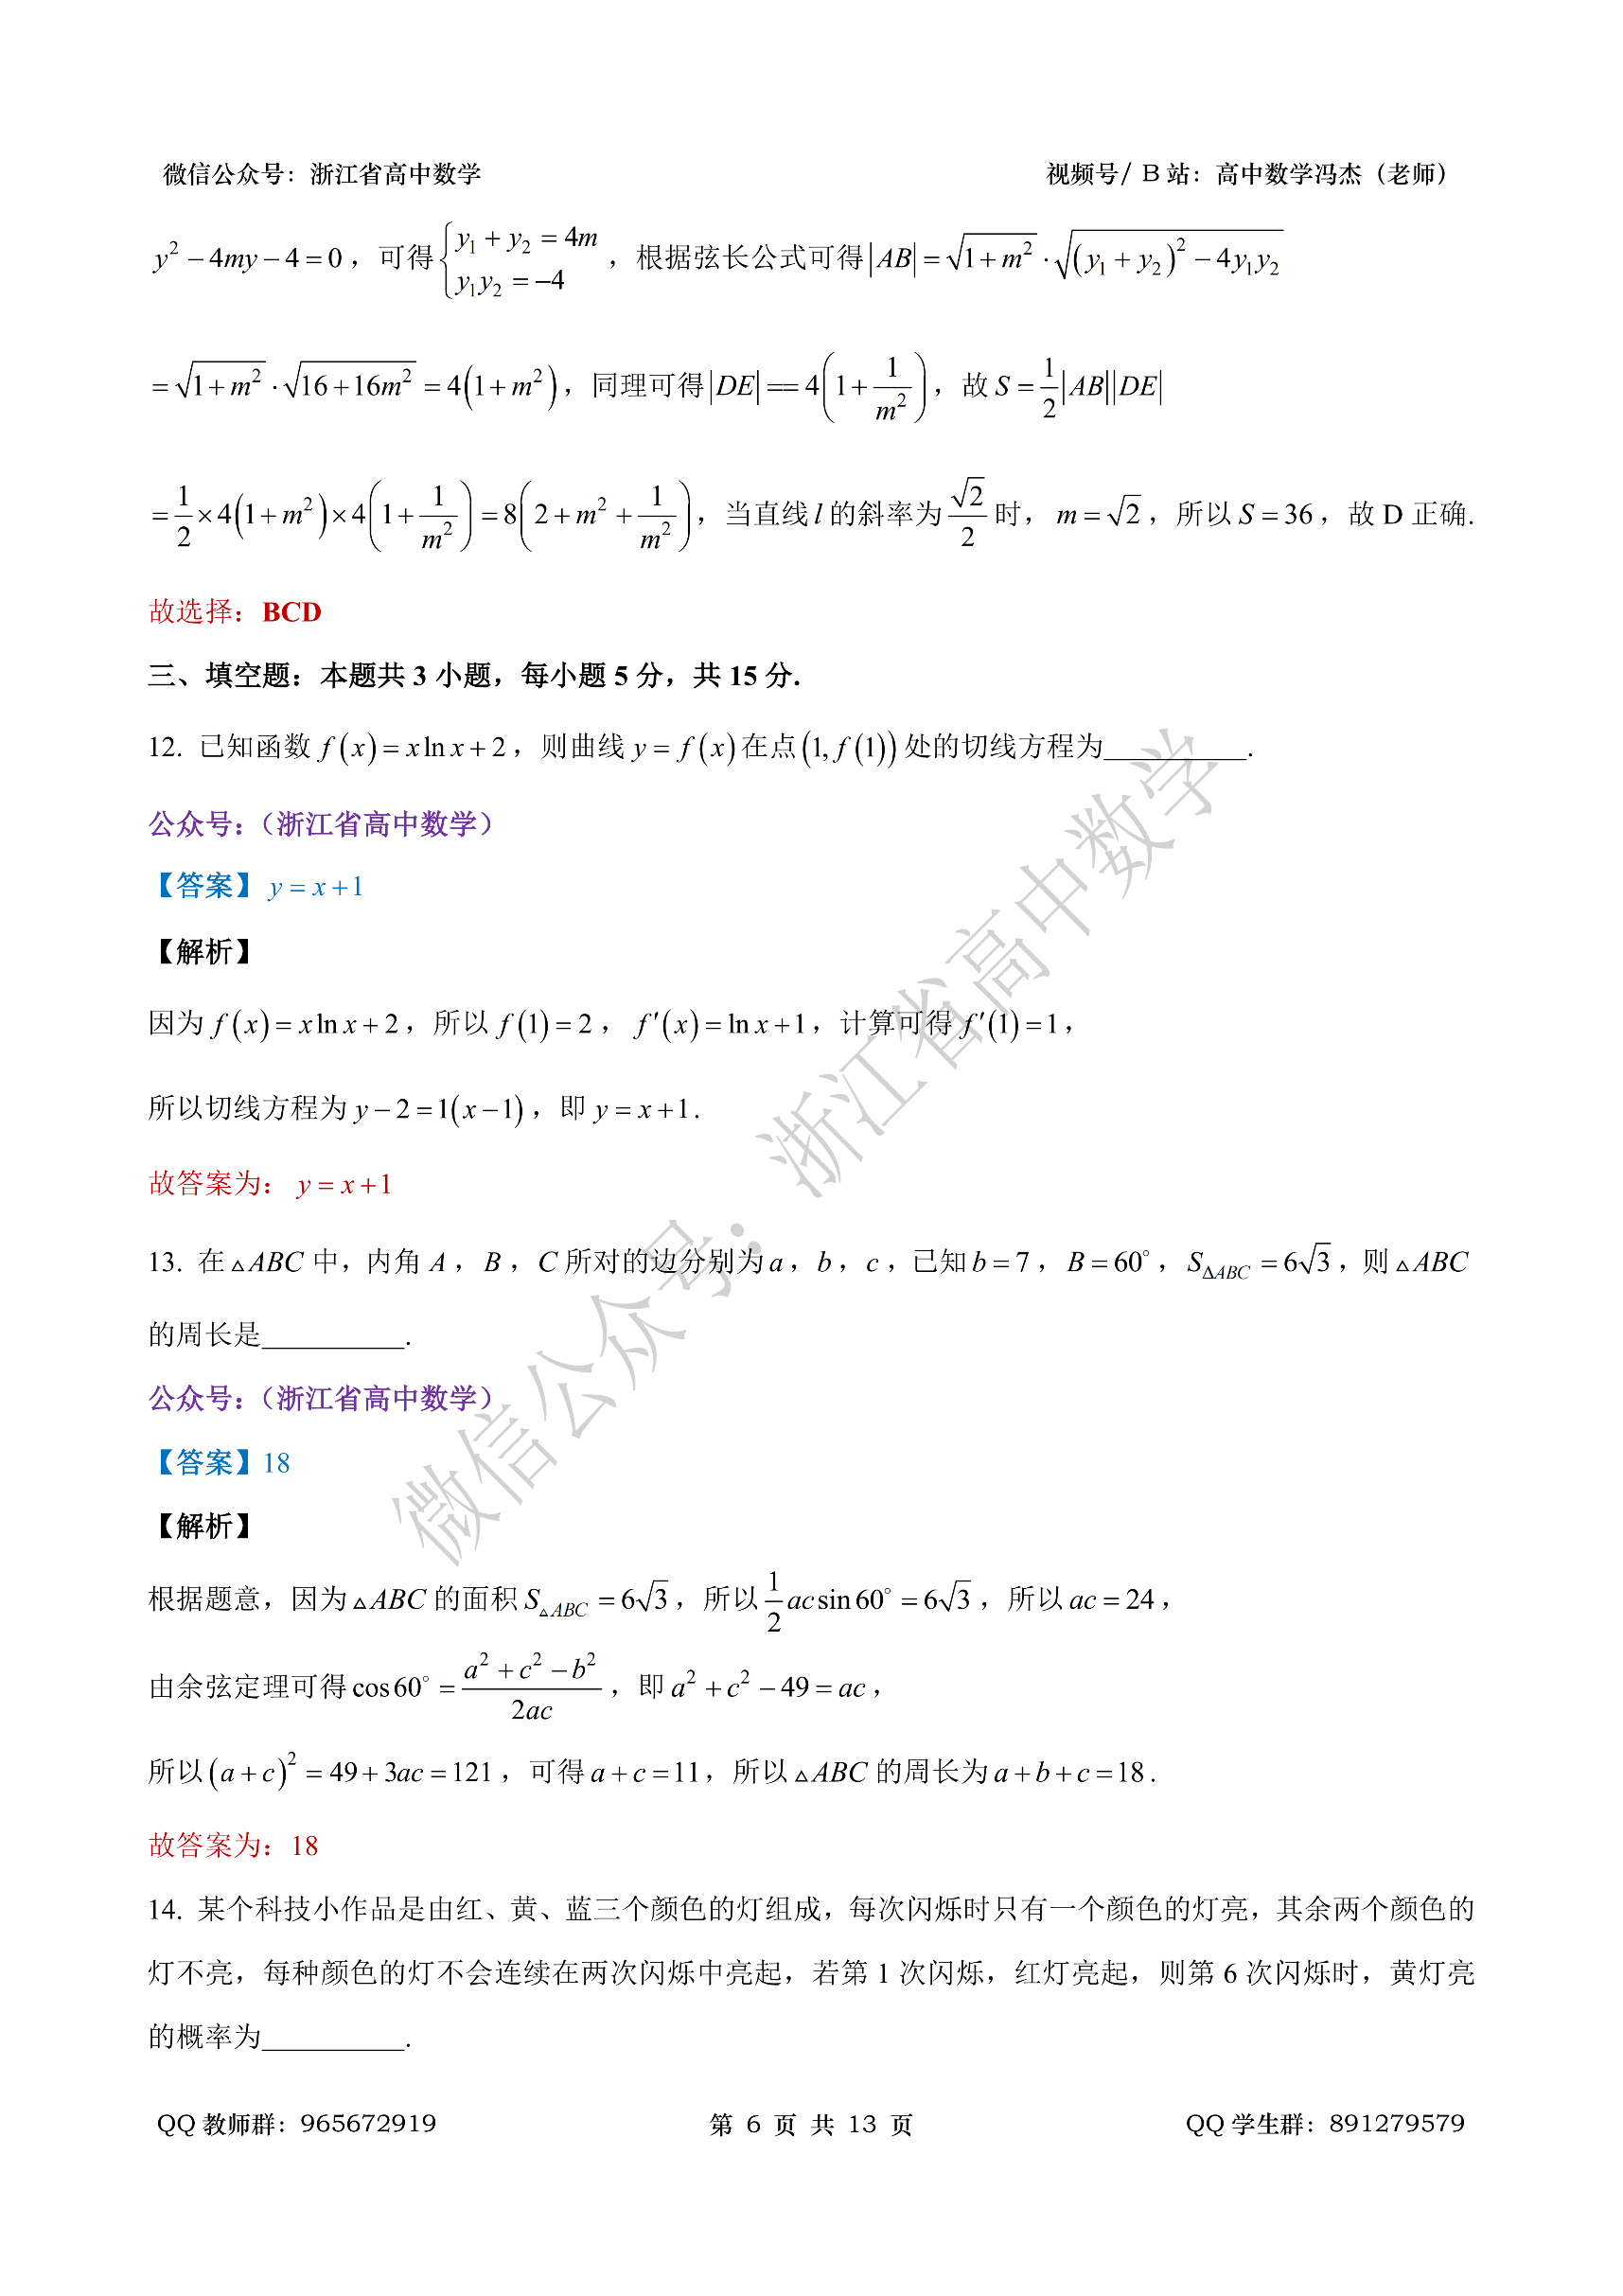 微信公众号：浙江省高中数学 视频号/ B 站：高中数学冯杰（老师）
y² − 4my − 4 = 0，可得{y₁ + y₂ = 4m, y₁y₂ = −4，根据弦长公式可得|AB| = √(1+m²) · √((y₁ + y₂)² − 4y₁y₂)
= √(1+m²) · √(16+16m²) = 4(1+m²)，同理可得|DE| == 4(1+1/m²)，故 S = 1/2|AB||DE|
= 1/2 × 4(1+m²) × 4(1+1/m²) = 8(2+m²+1/m²)，当直线 l 的斜率为 √2/2 时，m = √2，所以 S = 36，故 D 正确.
故选择：BCD
三、填空题：本题共 3 小题，每小题 5 分，共 15 分.
12. 已知函数 f(x) = x ln x + 2，则曲线 y = f(x) 在点 (1, f(1)) 处的切线方程为__________.
公众号：（浙江省高中数学）
【答案】 y = x + 1
【解析】
因为 f(x) = x ln x + 2，所以 f(1) = 2，f′(x) = ln x + 1，计算可得 f′(1) = 1，
所以切线方程为 y − 2 = 1(x − 1)，即 y = x + 1.
故答案为： y = x + 1
13. 在 △ABC 中，内角 A，B，C 所对的边分别为 a，b，c，已知 b = 7，B = 60°，S△ABC = 6√3，则 △ABC
的周长是__________.
公众号：（浙江省高中数学）
【答案】18
【解析】
根据题意，因为 △ABC 的面积 S△ABC = 6√3，所以 1/2 ac sin 60° = 6√3，所以 ac = 24，
由余弦定理可得 cos 60° = (a² + c² − b²)/2ac，即 a² + c² − 49 = ac，
所以 (a + c)² = 49 + 3ac = 121，可得 a + c = 11，所以 △ABC 的周长为 a + b + c = 18.
故答案为：18
14. 某个科技小作品是由红、黄、蓝三个颜色的灯组成，每次闪烁时只有一个颜色的灯亮，其余两个颜色的
灯不亮，每种颜色的灯不会连续在两次闪烁中亮起，若第 1 次闪烁，红灯亮起，则第 6 次闪烁时，黄灯亮
的概率为__________.
微信公众号：浙江省高中数学
QQ 教师群：965672919 第 6 页 共 13 页 QQ 学生群：891279579